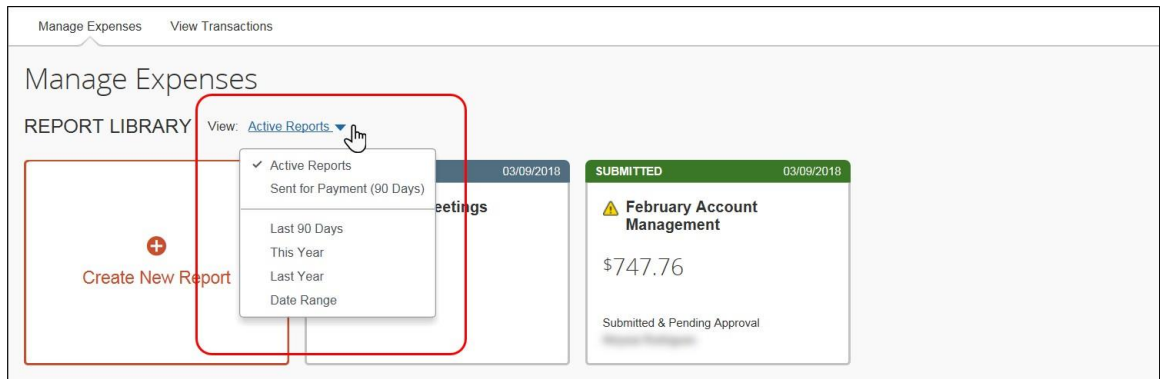 Manage Expenses View Transactions
Manage Expenses
REPORT LIBRARY View: Active Reports
Active Reports
Sent for Payment (90 Days)
Last 90 Days
This Year
Last Year
Date Range
Create New Report
03/09/2018
SUBMITTED 03/09/2018
February Account
Management
$747.76
Submitted & Pending Approval